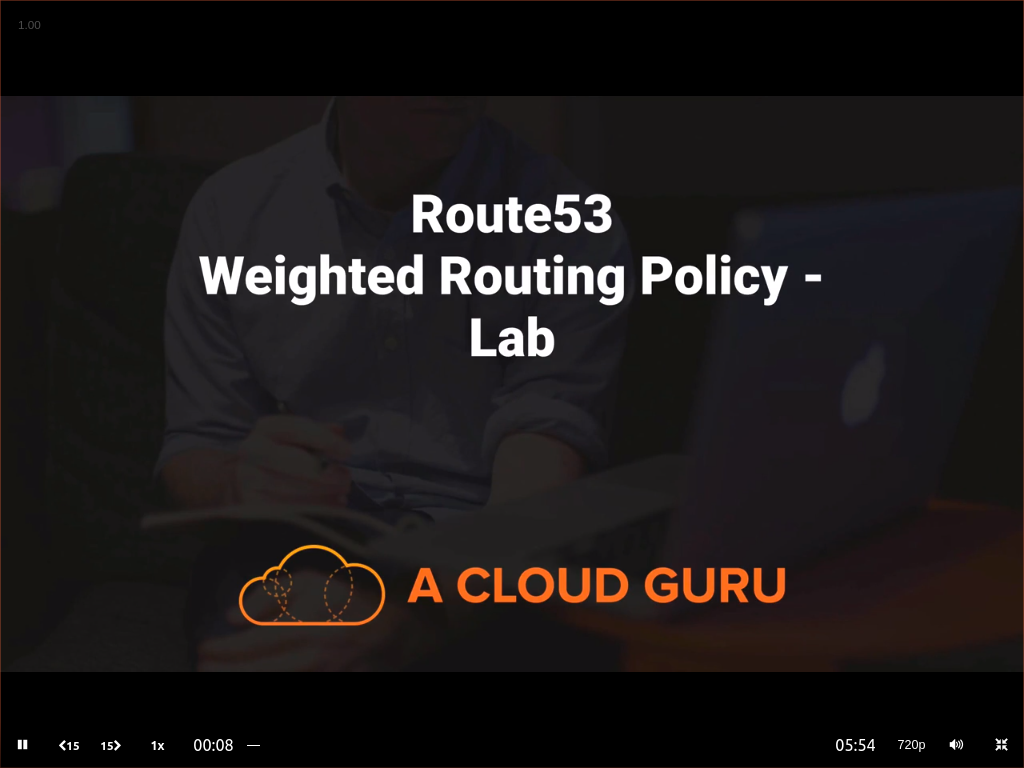 1.00
Route53
Weighted Routing Policy -
Lab
A CLOUD GURU
15 15 1x 00:08 05:54 720p